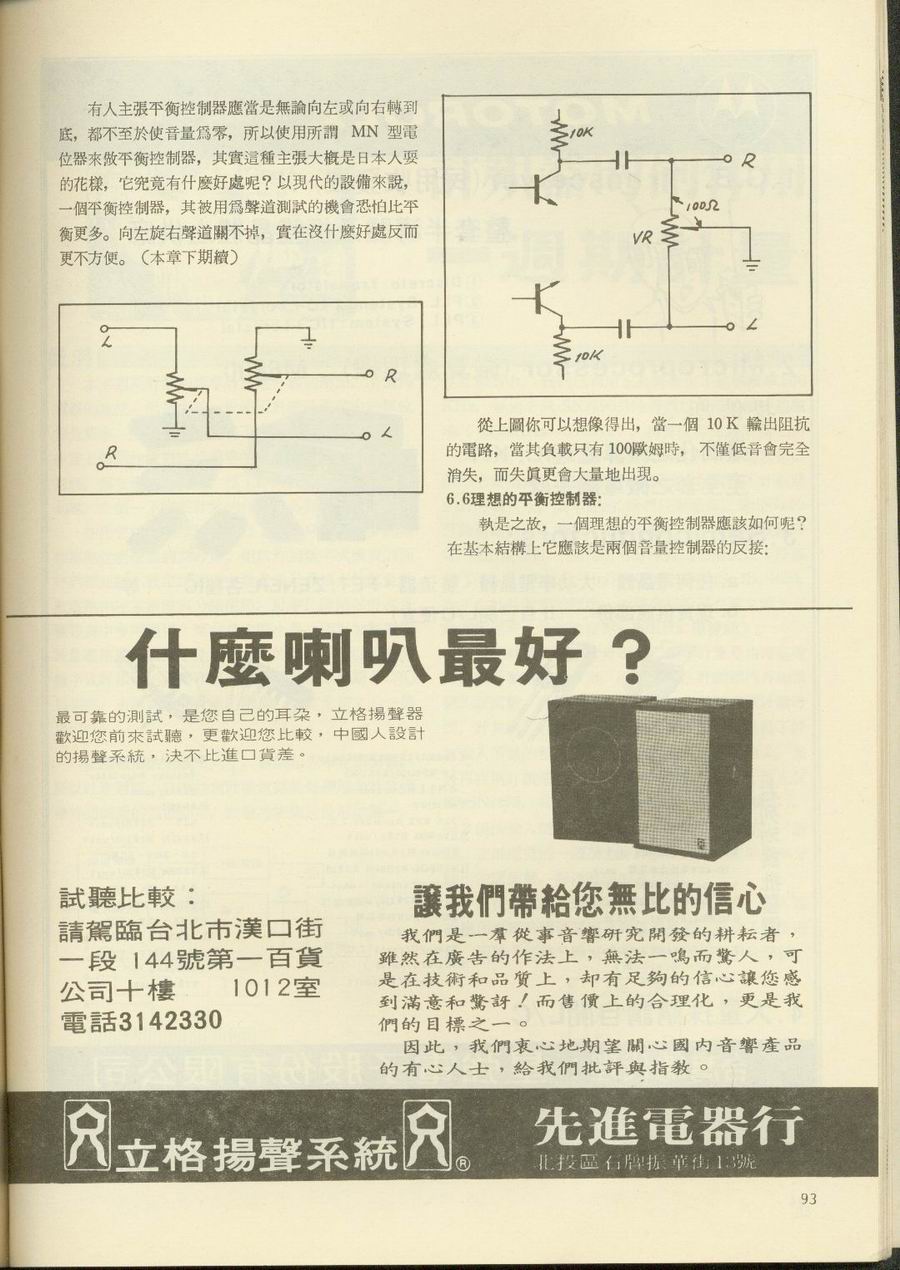 有人主張平衡控制器應當是無論向左或向右轉到
底，都不至於使音量爲零，所以使用所謂 MN 型電
位器來做平衡控制器，其實這種主張大概是日本人耍
的花樣，它究竟有什麼好處呢？以現代的設備來說，
一個平衡控制器，其被用爲聲道測試的機會恐怕比平
衡更多。向左旋右聲道關不掉，實在沒什麼好處反而
更不方便。（本章下期續）
L
R
L
R
10K
R
100Ω
VR
L
10K
從上圖你可以想像得出，當一個 10 K 輸出阻抗
的電路，當其負載只有 100歐姆時， 不僅低音會完全
消失，而失眞更會大量地出現。
6.6理想的平衡控制器：
執是之故，一個理想的平衡控制器應該如何呢？
在基本結構上它應該是兩個音量控制器的反接：
什麼喇叭最好？
最可靠的測試，是您自己的耳朶，立格揚聲器
歡迎您前來試聽，更歡迎您比較，中國人設計
的揚聲系統，決不比進口貨差。
試聽比較：
請駕臨台北市漢口街
一段 144號第一百貨
公司十樓 1012室
電話3142330
讓我們帶給您無比的信心
我們是一羣從事音響研究開發的耕耘者，
雖然在廣告的作法上，無法一鳴而驚人，可
是在技術和品質上，却有足夠的信心讓您感
到滿意和驚訝！而售價上的合理化，更是我
們的目標之一。
因此，我們衷心地期望關心國內音響產品
的有心人士，給我們批評與指敎。
立格揚聲系統
®
先進電器行
北投區石牌振華街13號
93